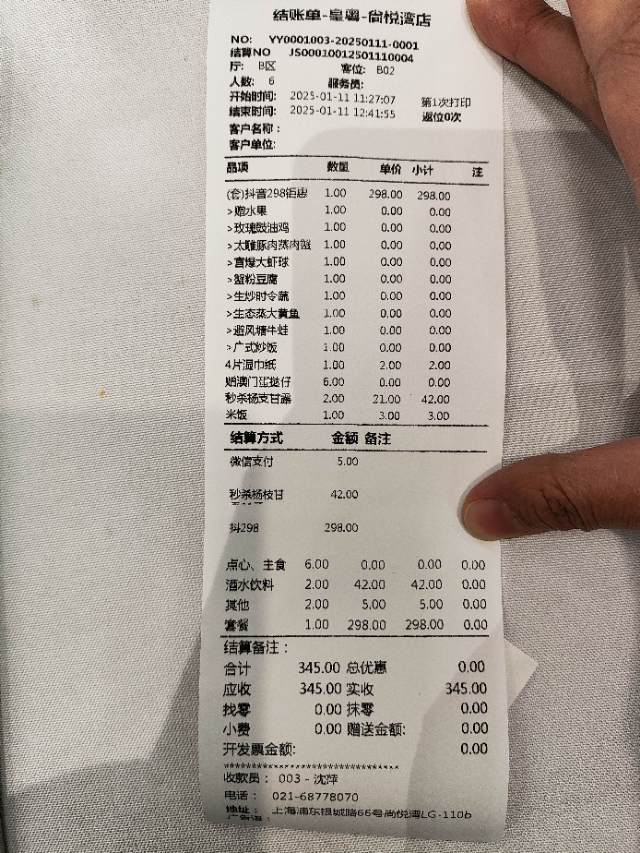 结账单-皇粤-尚悦湾店
NO: YY0001003-20250111-0001
结算NO JS00010012501110004
厅: B区 客位: B02
人数: 6 服务员:
开始时间: 2025-01-11 11:27:07 第1次打印
结束时间: 2025-01-11 12:41:55 返位0次
客户名称:
客户单位:
品项 数量 单价 小计 注
(套)抖音298钜惠 1.00 298.00 298.00
>赠水果 1.00 0.00 0.00
>玫瑰豉油鸡 1.00 0.00 0.00
>太雕豚肉蒸肉蟹 1.00 0.00 0.00
>宫爆大虾球 1.00 0.00 0.00
>蟹粉豆腐 1.00 0.00 0.00
>生炒时令蔬 1.00 0.00 0.00
>生态蒸大黄鱼 1.00 0.00 0.00
>避风塘牛蛙 1.00 0.00 0.00
>广式炒饭 1.00 0.00 0.00
4片湿巾纸 1.00 2.00 2.00
赠澳门蛋挞仔 6.00 0.00 0.00
秒杀杨支甘露 2.00 21.00 42.00
米饭 1.00 3.00 3.00
结算方式 金额 备注
微信支付 5.00
秒杀杨枝甘 42.00
抖298 298.00
点心、主食 6.00 0.00 0.00 0.00
酒水饮料 2.00 42.00 42.00 0.00
其他 2.00 5.00 5.00 0.00
套餐 1.00 298.00 298.00 0.00
结算备注:
合计 345.00 总优惠 0.00
应收 345.00 实收 345.00
找零 0.00 抹零 0.00
小费 0.00 赠送金额: 0.00
开发票金额: 0.00
********************************
收款员: 003 - 沈萍
电话: 021-68778070
地址: 上海浦东银城路66号尚悦湾LG-110b